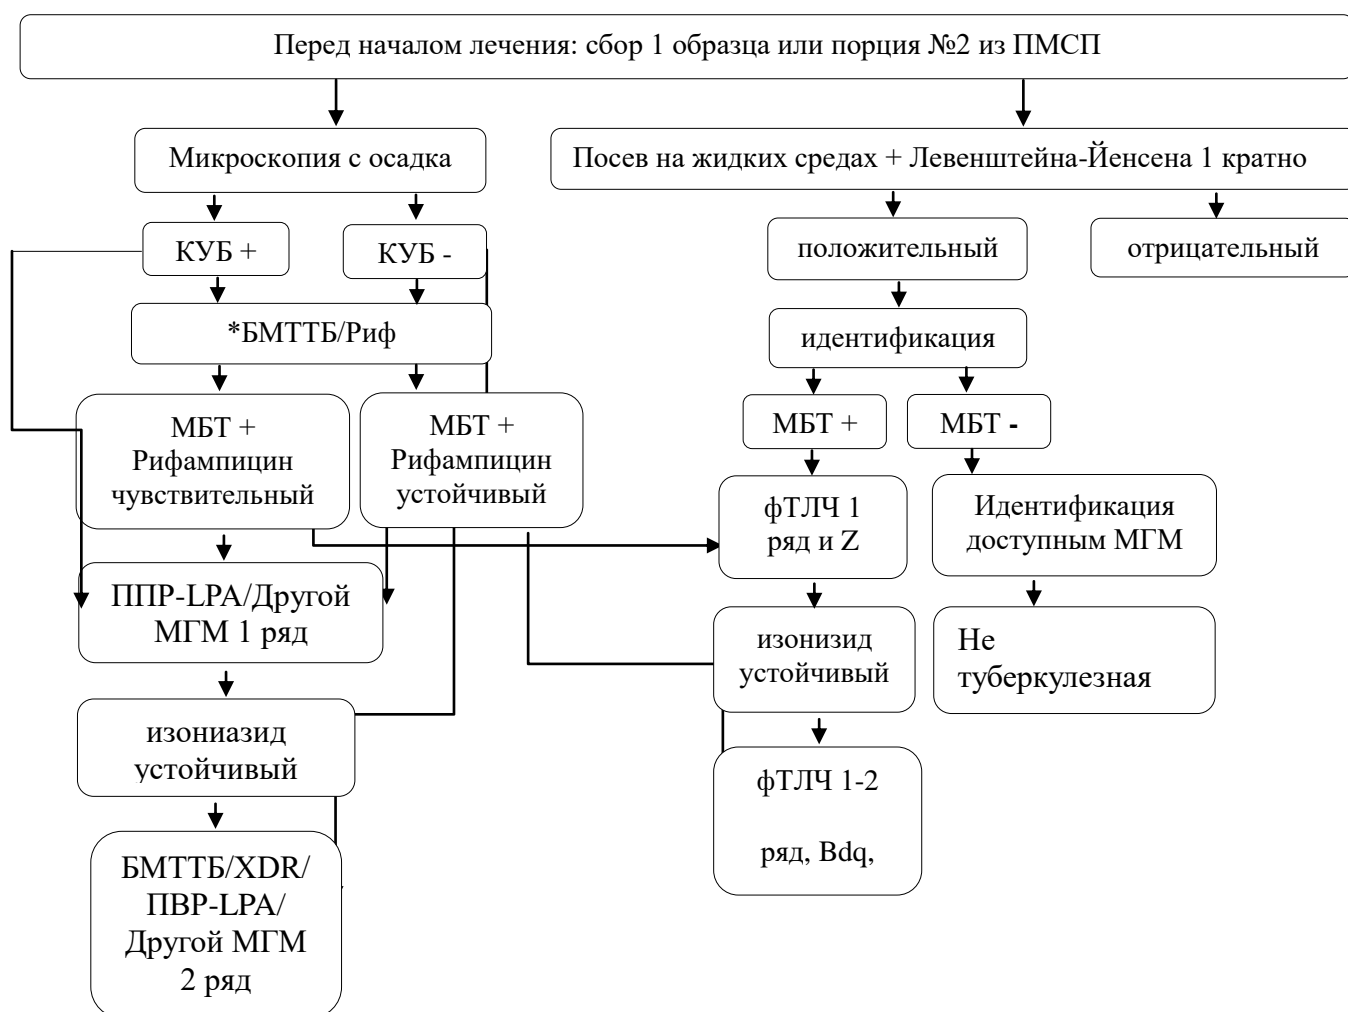 Перед началом лечения: сбор 1 образца или порция №2 из ПМСП
Микроскопия с осадка
Посев на жидких средах + Левенштейна-Йенсена 1 кратно
КУБ +
КУБ -
положительный
отрицательный
*БМТТБ/Риф
идентификация
МБТ +
Рифампицин
чувствительный
МБТ +
Рифампицин
устойчивый
МБТ +
МБТ -
фТЛЧ 1
ряд и Z
Идентификация
доступным МГМ
ППР-LPA/Другой
МГМ 1 ряд
изонизид
устойчивый
Не
туберкулезная
изониазид
устойчивый
фТЛЧ 1-2
ряд, Bdq,
БМТТБ/XDR/
ПВР-LPA/
Другой МГМ
2 ряд